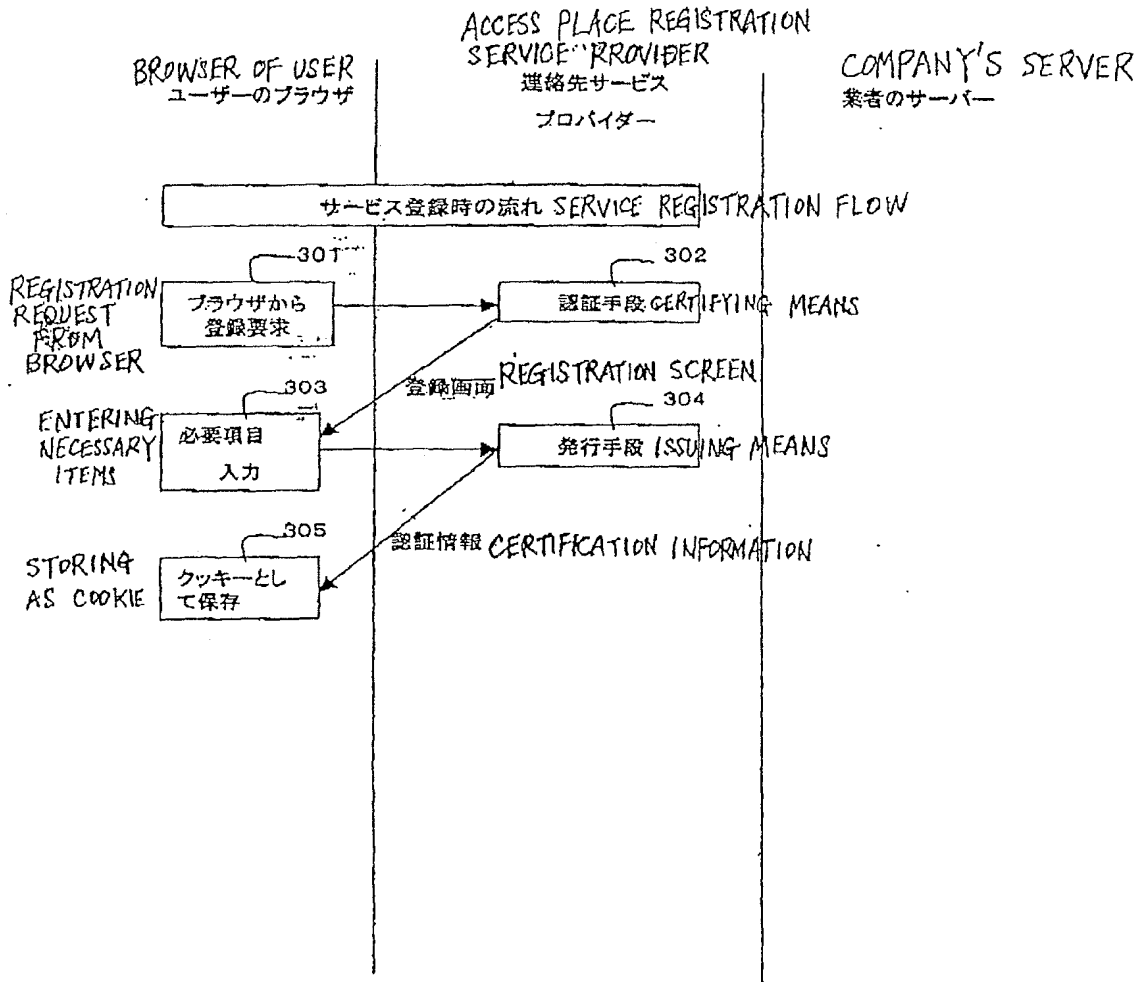 ACCESS PLACE REGISTRATION
SERVICE PROVIDER
連絡先サービス
プロバイダー
BROWSER OF USER
ユーザーのブラウザ
COMPANY'S SERVER
業者のサーバー
サービス登録時の流れ SERVICE REGISTRATION FLOW
301
302
REGISTRATION
REQUEST
FROM
BROWSER
ブラウザから
登録要求
認証手段 CERTIFYING MEANS
登録画面 REGISTRATION SCREEN
303
304
ENTERING
NECESSARY
ITEMS
必要項目
入力
発行手段 ISSUING MEANS
305
認証情報 CERTIFICATION INFORMATION
STORING
AS COOKIE
クッキーとし
て保存